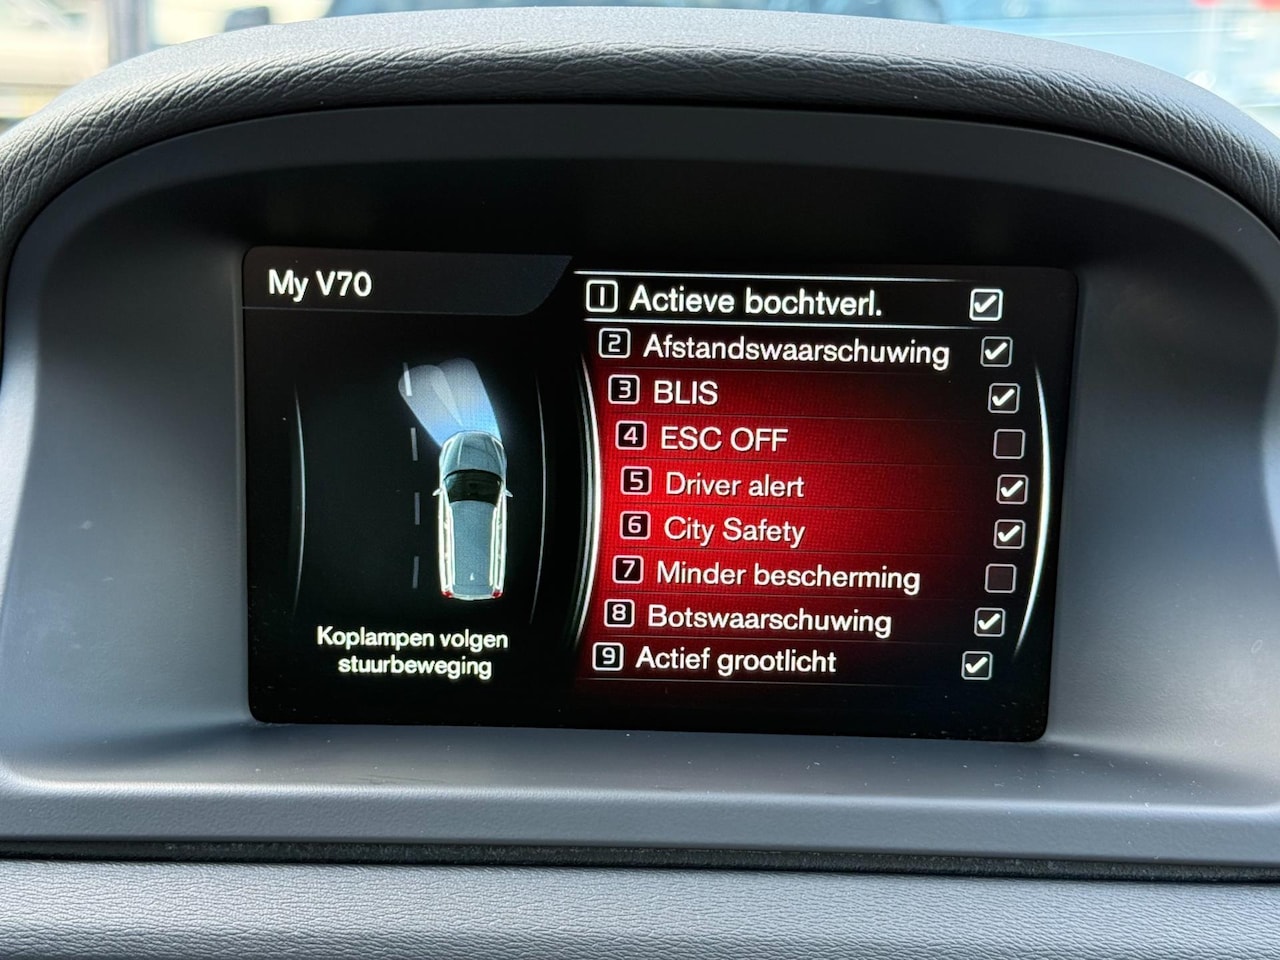 My V70
1 Actieve bochtverl.
2 Afstandswaarschuwing
3 BLIS
4 ESC OFF
5 Driver alert
6 City Safety
7 Minder bescherming
8 Botswaarschuwing
9 Actief grootlicht
Koplampen volgen
stuurbeweging